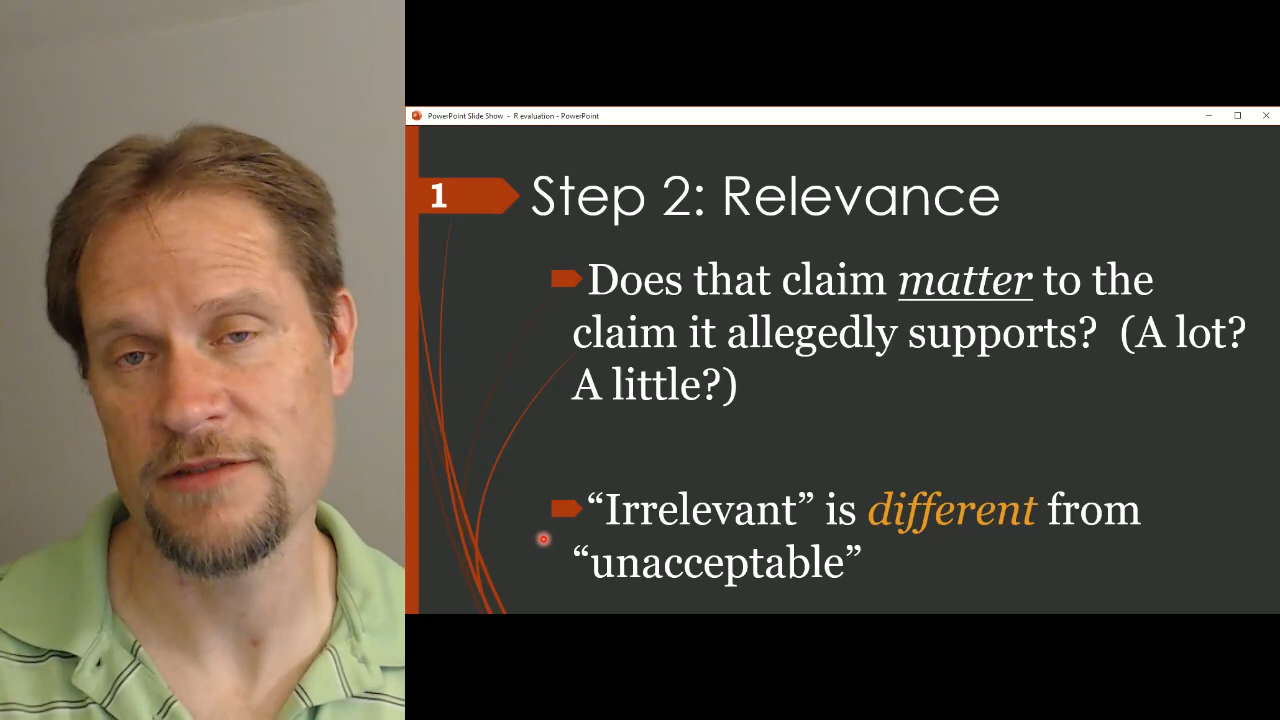 PowerPoint Slide Show - R evaluation - PowerPoint
1
Step 2: Relevance
Does that claim matter to the
claim it allegedly supports? (A lot?
A little?)
“Irrelevant” is different from
“unacceptable”